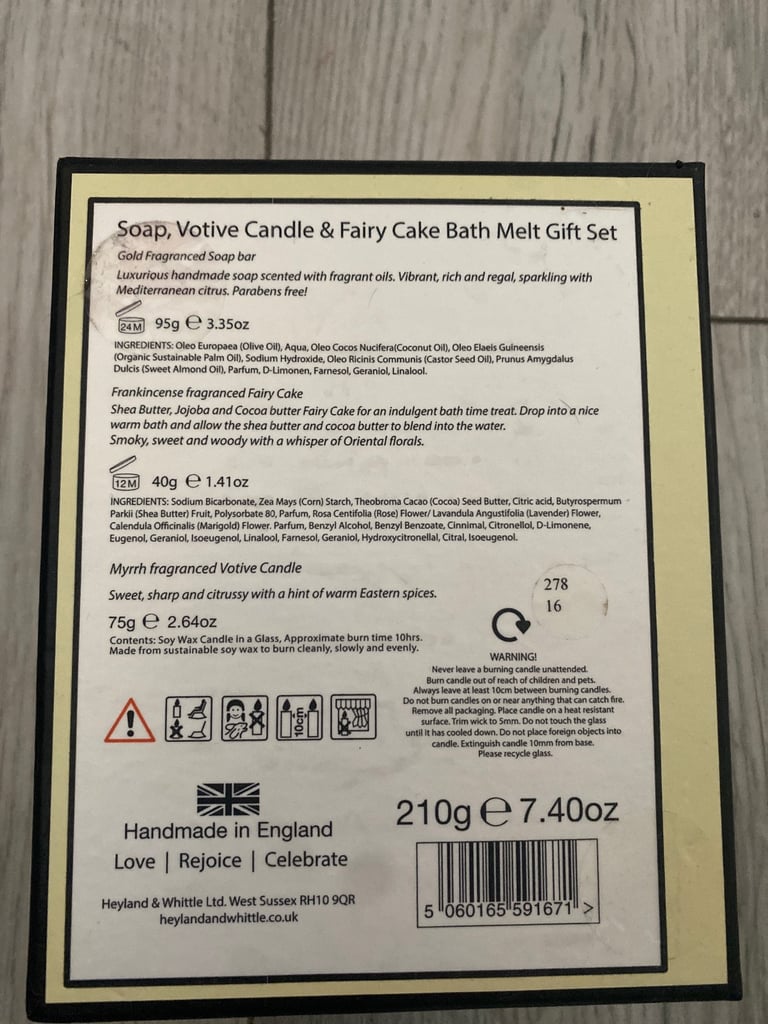 Soap, Votive Candle & Fairy Cake Bath Melt Gift Set
Gold Fragranced Soap bar
Luxurious handmade soap scented with fragrant oils. Vibrant, rich and regal, sparkling with
Mediterranean citrus. Parabens free!
24 M 95g ℮ 3.35oz
INGREDIENTS: Oleo Europaea (Olive Oil), Aqua, Oleo Cocos Nucifera(Coconut Oil), Oleo Elaeis Guineensis
(Organic Sustainable Palm Oil), Sodium Hydroxide, Oleo Ricinis Communis (Castor Seed Oil), Prunus Amygdalus
Dulcis (Sweet Almond Oil), Parfum, D-Limonen, Farnesol, Geraniol, Linalool.
Frankincense fragranced Fairy Cake
Shea Butter, Jojoba and Cocoa butter Fairy Cake for an indulgent bath time treat. Drop into a nice
warm bath and allow the shea butter and cocoa butter to blend into the water.
Smoky, sweet and woody with a whisper of Oriental florals.
12 M 40g ℮ 1.41oz
INGREDIENTS: Sodium Bicarbonate, Zea Mays (Corn) Starch, Theobroma Cacao (Cocoa) Seed Butter, Citric acid, Butyrospermum
Parkii (Shea Butter) Fruit, Polysorbate 80, Parfum, Rosa Centifolia (Rose) Flower/ Lavandula Angustifolia (Lavender) Flower,
Calendula Officinalis (Marigold) Flower. Parfum, Benzyl Alcohol, Benzyl Benzoate, Cinnimal, Citronellol, D-Limonene,
Eugenol, Geraniol, Isoeugenol, Linalool, Farnesol, Geraniol, Hydroxycitronellal, Citral, Isoeugenol.
Myrrh fragranced Votive Candle
Sweet, sharp and citrussy with a hint of warm Eastern spices.
75g ℮ 2.64oz
Contents: Soy Wax Candle in a Glass, Approximate burn time 10hrs.
Made from sustainable soy wax to burn cleanly, slowly and evenly.
278
16
WARNING!
Never leave a burning candle unattended.
Burn candle out of reach of children and pets.
Always leave at least 10cm between burning candles.
Do not burn candles on or near anything that can catch fire.
Remove all packaging. Place candle on a heat resistant
surface. Trim wick to 5mm. Do not touch the glass
until it has cooled down. Do not place foreign objects into
candle. Extinguish candle 10mm from base.
Please recycle glass.
10cm
Handmade in England
Love | Rejoice | Celebrate
Heyland & Whittle Ltd. West Sussex RH10 9QR
heylandandwhittle.co.uk
210g ℮ 7.40oz
5 060165 591671 >